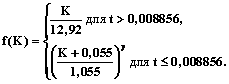 f(K) = { K / 12,92 для t > 0,008856,
((K + 0,055) / 1,055)^γ для t ≤ 0,008856.